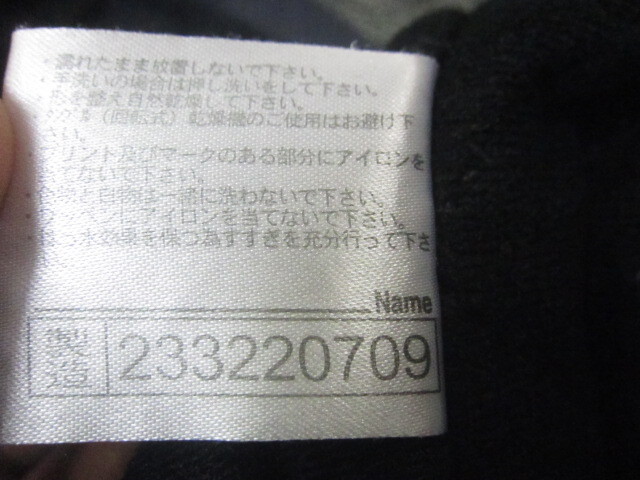 ・濡れたまま放置しないで下さい。
・手洗いの場合は押し洗いをして下さい。
・形を整え自然乾燥して下さい。
・タンブル（回転式）乾燥機のご使用はお避け下
さい。
・プリント及びマークのある部分にアイロンを
当てないで下さい。
と白物は一緒に洗わないで下さい。
・ワッペンにアイロンを当てないで下さい。
水効果を保つ為すすぎを充分行って下さ
Name
製造 233220709